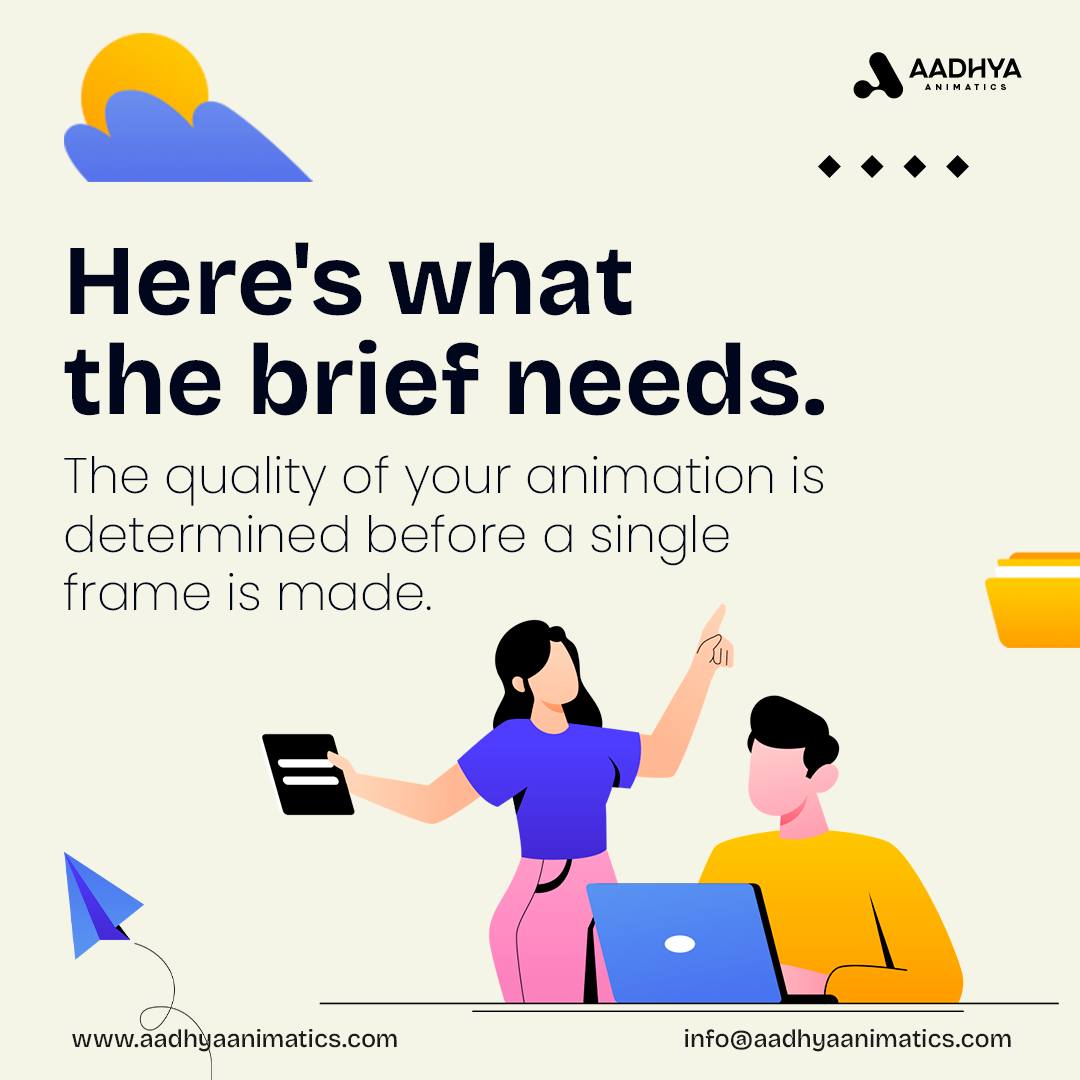 AADHYA
ANIMATICS
Here's what
the brief needs.
The quality of your animation is
determined before a single
frame is made.
www.aadhyaanimatics.com
info@aadhyaanimatics.com